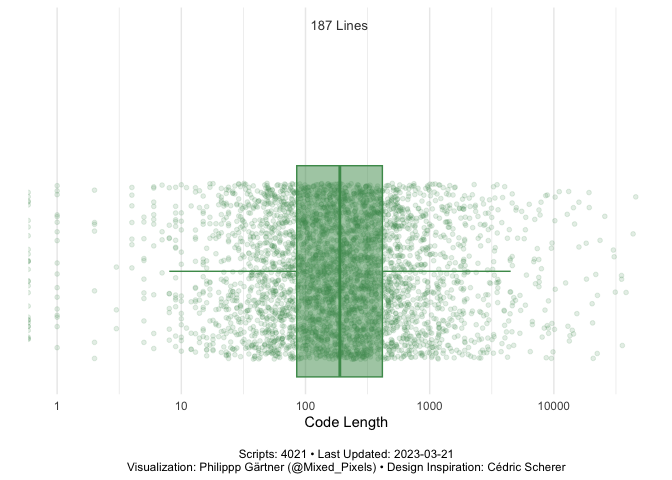 187 Lines
1 10 100 1000 10000
Code Length
Scripts: 4021 • Last Updated: 2023-03-21
Visualization: Philippp Gärtner (@Mixed_Pixels) • Design Inspiration: Cédric Scherer